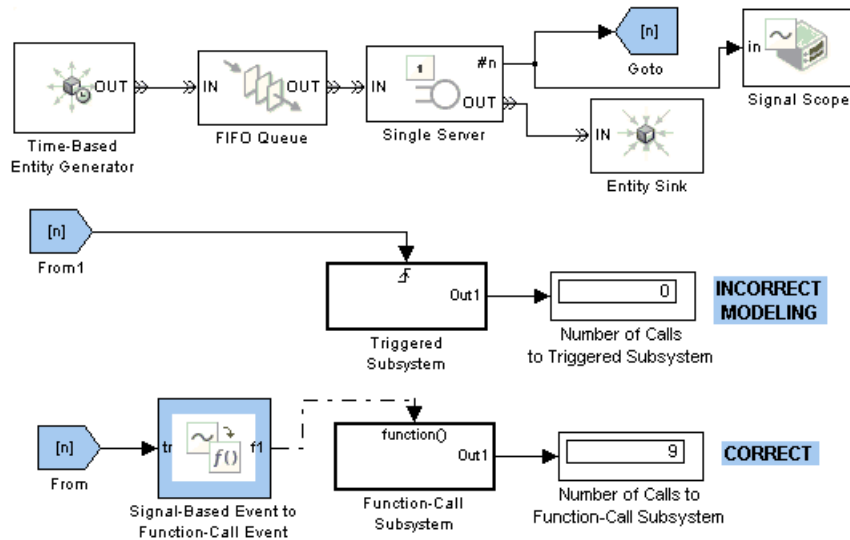 [n]
Goto
in
Signal Scope
OUT
Time-Based
Entity Generator
IN
OUT
FIFO Queue
IN
1
#n
OUT
Single Server
IN
Entity Sink
[n]
From1
Out1
Triggered
Subsystem
0
Number of Calls
to Triggered Subsystem
INCORRECT
MODELING
[n]
From
tr
f()
f1
Signal-Based Event to
Function-Call Event
function()
Out1
Function-Call
Subsystem
9
Number of Calls to
Function-Call Subsystem
CORRECT